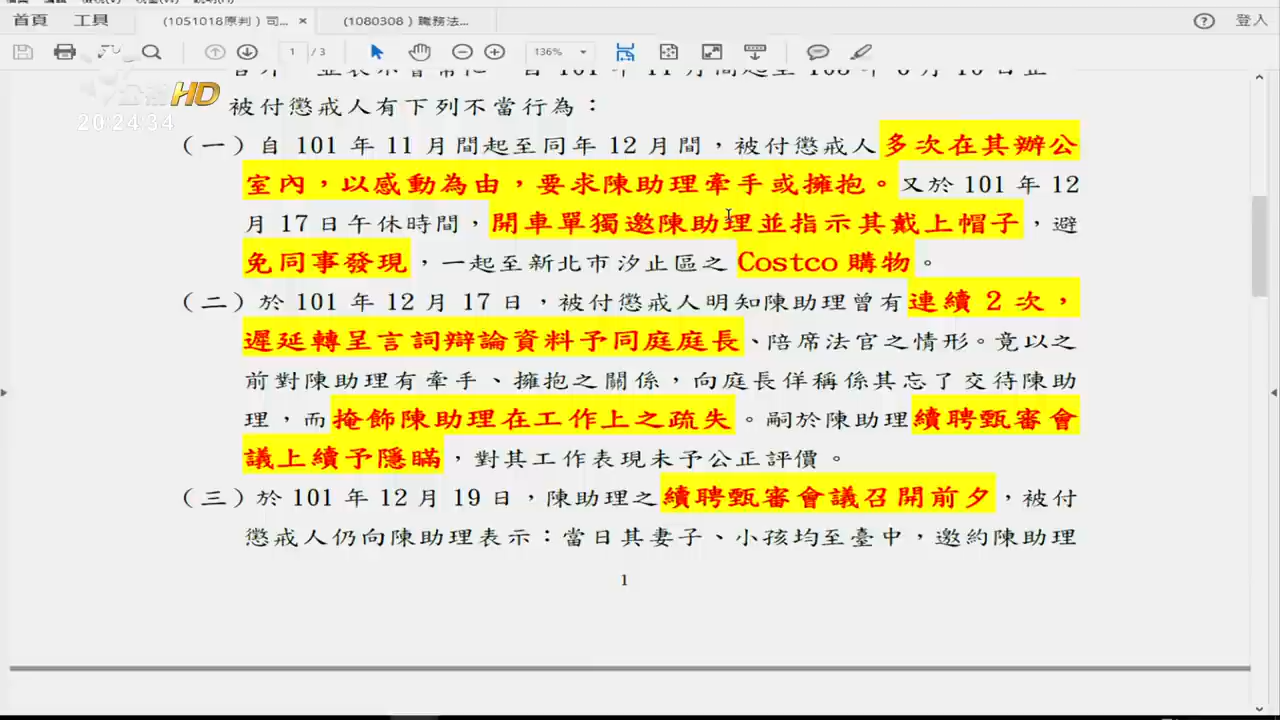 首頁 工具 (1051018原判) 司... × (1080308) 職務法... ? 登入
1 / 3 136%
公視HD
20:24:34
被付懲戒人有下列不當行為：
(一) 自 101 年 11 月間起至同年 12 月間，被付懲戒人多次在其辦公
室內，以感動為由，要求陳助理牽手或擁抱。又於 101 年 12
月 17 日午休時間，開車單獨邀陳助理並指示其戴上帽子，避
免同事發現，一起至新北市汐止區之 Costco 購物。
(二) 於 101 年 12 月 17 日，被付懲戒人明知陳助理曾有連續 2 次，
遲延轉呈言詞辯論資料予同庭庭長、陪席法官之情形。竟以之
前對陳助理有牽手、擁抱之關係，向庭長佯稱係其忘了交待陳助
理，而掩飾陳助理在工作上之疏失。嗣於陳助理續聘甄審會
議上續予隱瞞，對其工作表現未予公正評價。
(三) 於 101 年 12 月 19 日，陳助理之續聘甄審會議召開前夕，被付
懲戒人仍向陳助理表示：當日其妻子、小孩均至臺中，邀約陳助理
1